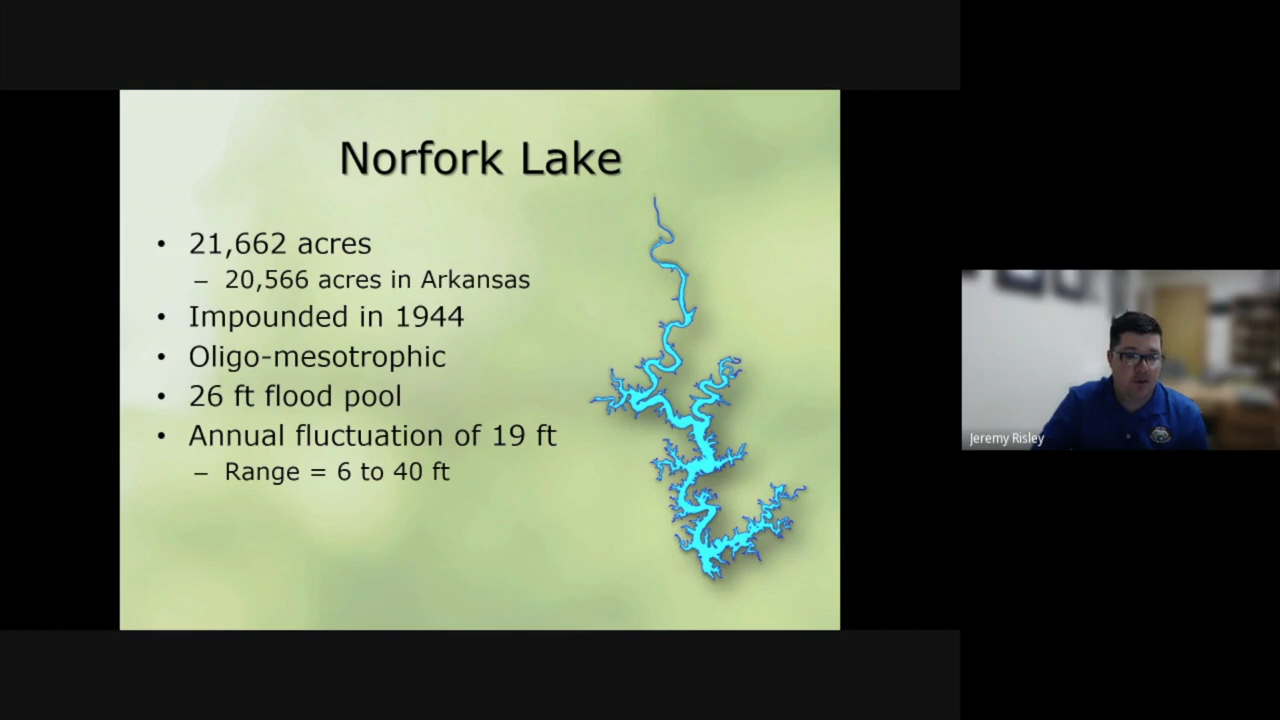 Norfork Lake
• 21,662 acres
– 20,566 acres in Arkansas
• Impounded in 1944
• Oligo-mesotrophic
• 26 ft flood pool
• Annual fluctuation of 19 ft
– Range = 6 to 40 ft
Jeremy Risley